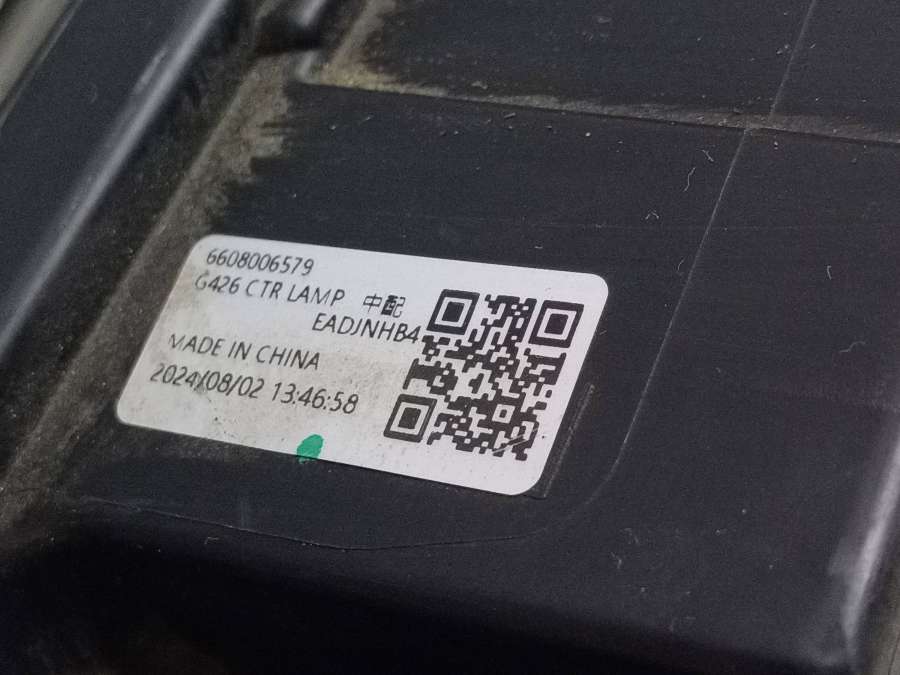 6608006579
G426 CTR LAMP 中配
EADJNHB4
MADE IN CHINA
2024/08/02 13:46:58